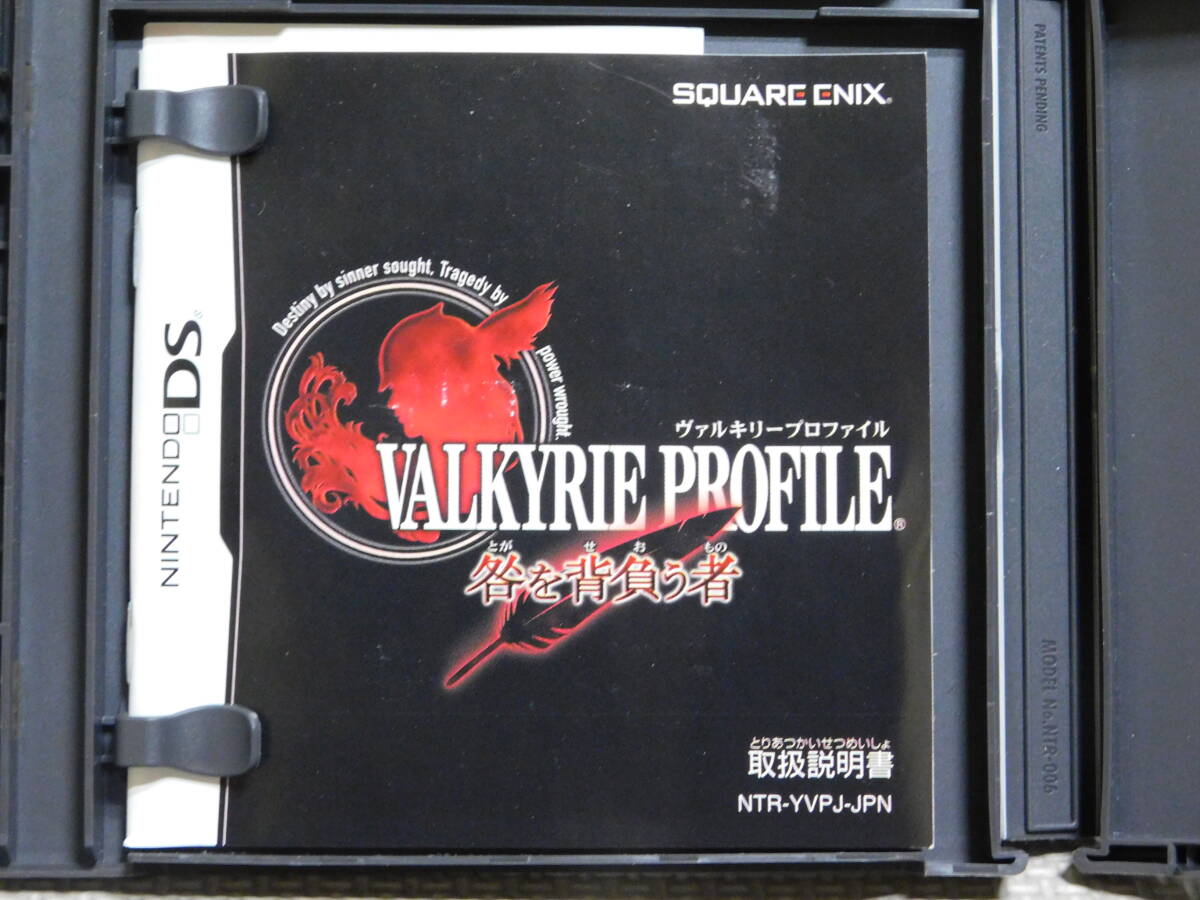 SQUARE ENIX®
NINTENDO DS®
Destiny by sinner sought, Tragedy by power wrought.
ヴァルキリープロファイル
VALKYRIE PROFILE®
とが せ お もの
咎を背負う者
とりあつかいせつめいしょ
取扱説明書
NTR-YVPJ-JPN
PATENTS PENDING
MODEL No.NTR-006